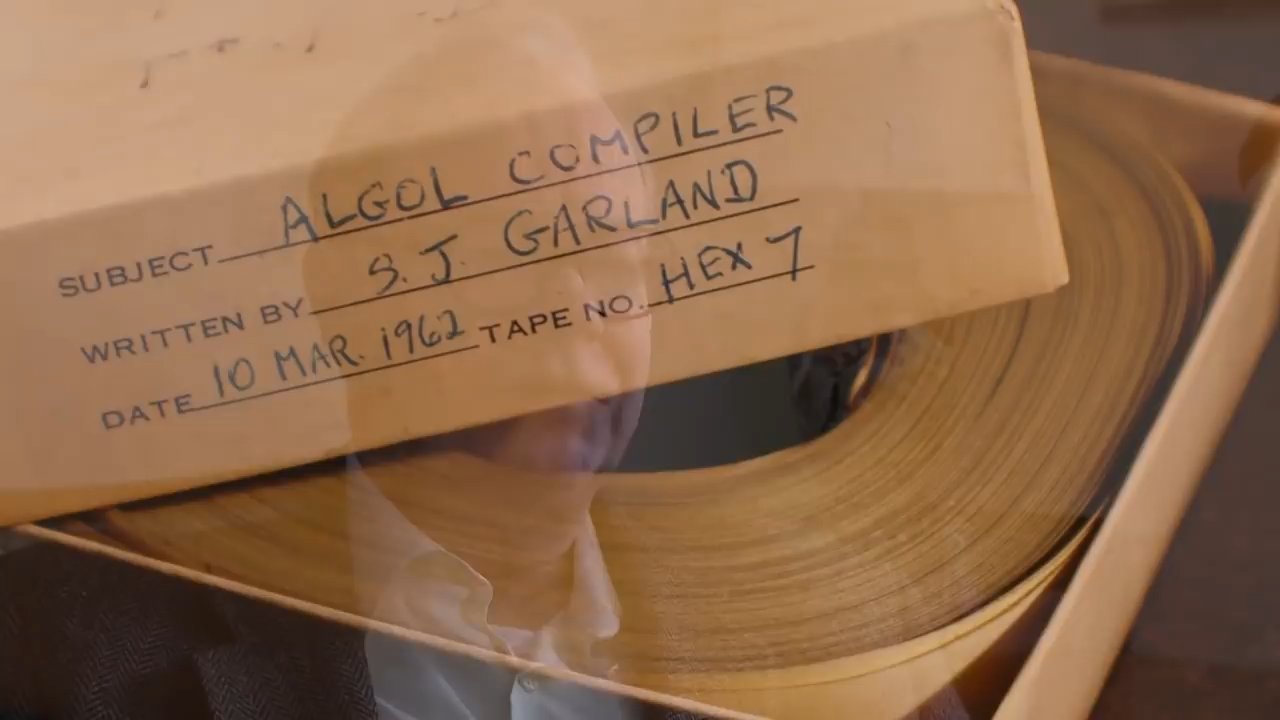 SUBJECT ALGOL COMPILER
WRITTEN BY S. J. GARLAND
DATE 10 MAR. 1962 TAPE NO. HEX 7